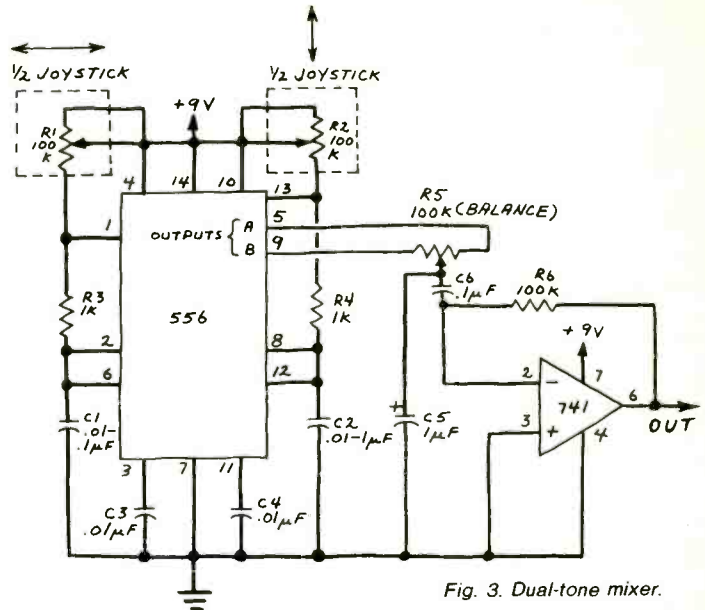 ½ JOYSTICK
½ JOYSTICK
+9V
R1
100
K
R2
100
K
4
14
10
13
1
5
9
OUTPUTS { A
B
R5
100K (BALANCE)
C6
.1µF
R6
100K
R3
1K
R4
1K
556
2
6
8
12
+9V
2
-
7
741
6
3
+
4
OUT
C1
.01-
.1µF
C2
.01-1µF
+
C5
1µF
3
7
11
C3
.01µF
C4
.01µF
Fig. 3. Dual-tone mixer.